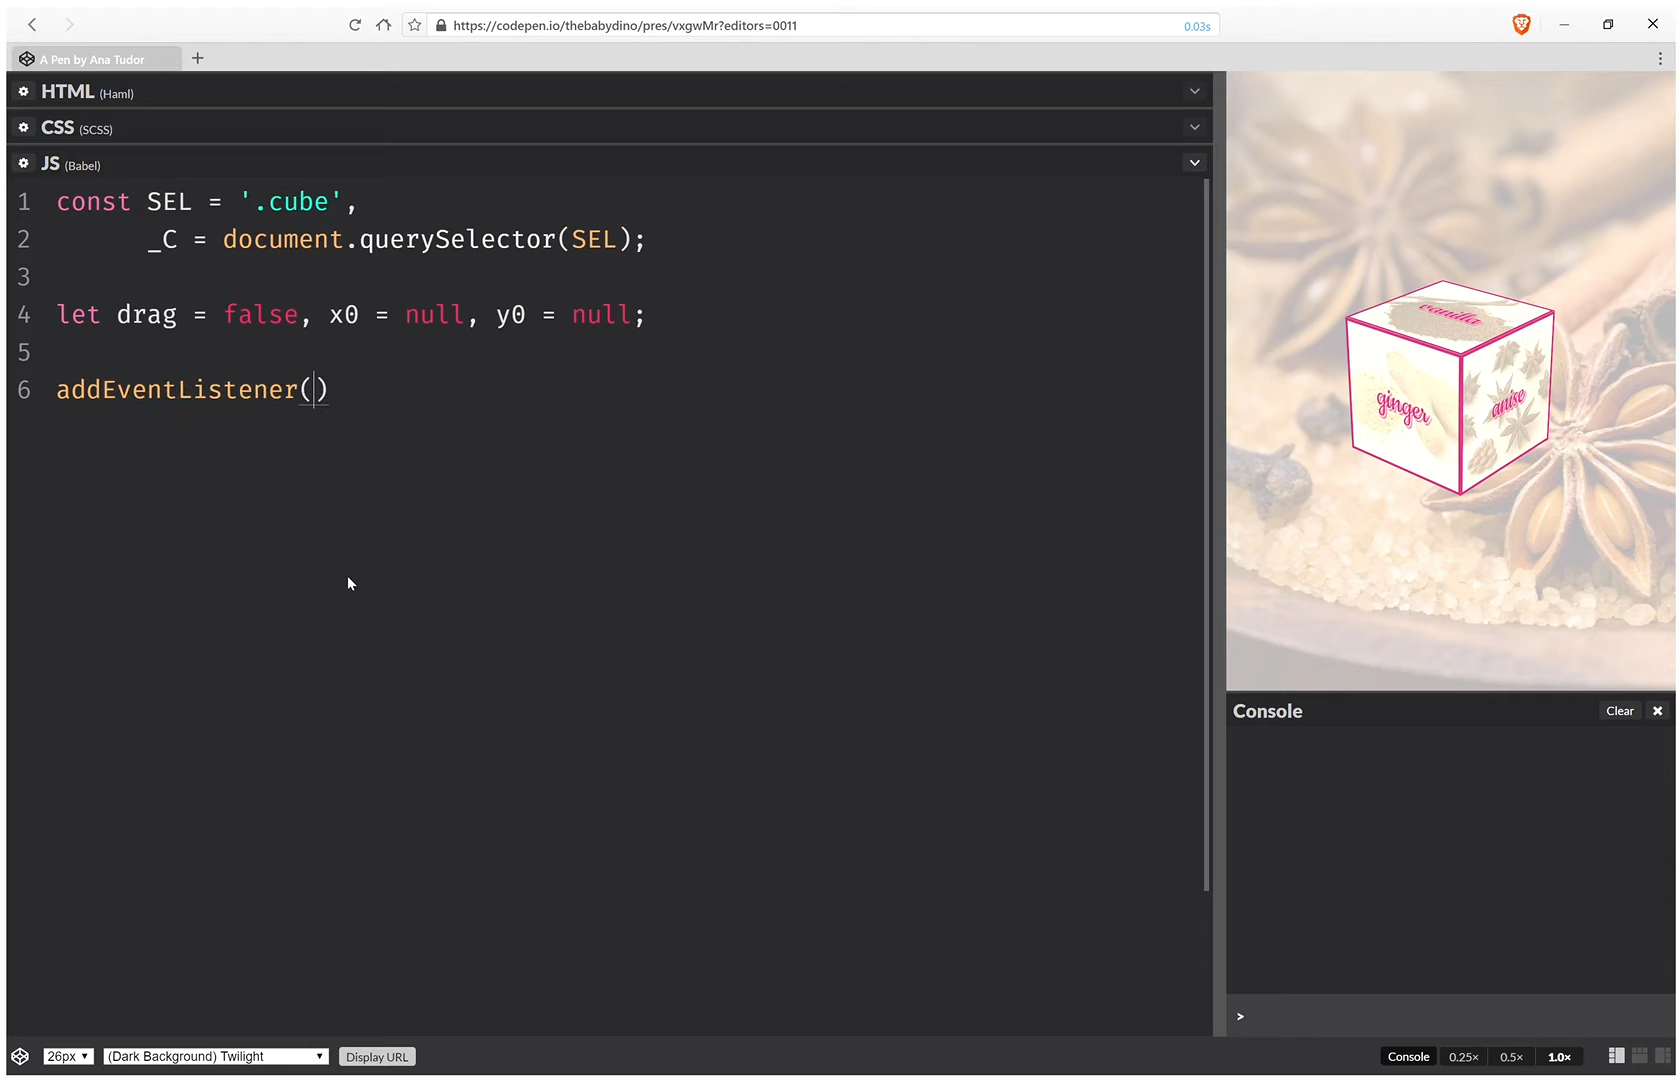 https://codepen.io/thebabydino/pres/vxgwMr?editors=0011
0.03s
A Pen by Ana Tudor
HTML (Haml)
CSS (SCSS)
JS (Babel)
1 const SEL = '.cube',
2 _C = document.querySelector(SEL);
3
4 let drag = false, x0 = null, y0 = null;
5
6 addEventListener()
vanilla
ginger
anise
Console
Clear
>
26px
(Dark Background) Twilight
Display URL
Console
0.25×
0.5×
1.0×